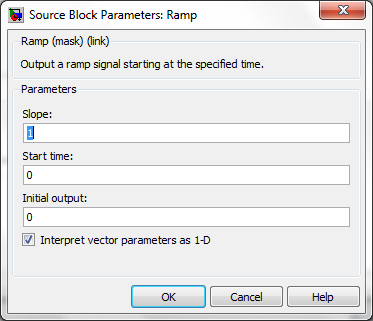 Source Block Parameters: Ramp
Ramp (mask) (link)
Output a ramp signal starting at the specified time.
Parameters
Slope:
1
Start time:
0
Initial output:
0
Interpret vector parameters as 1-D
OK Cancel Help